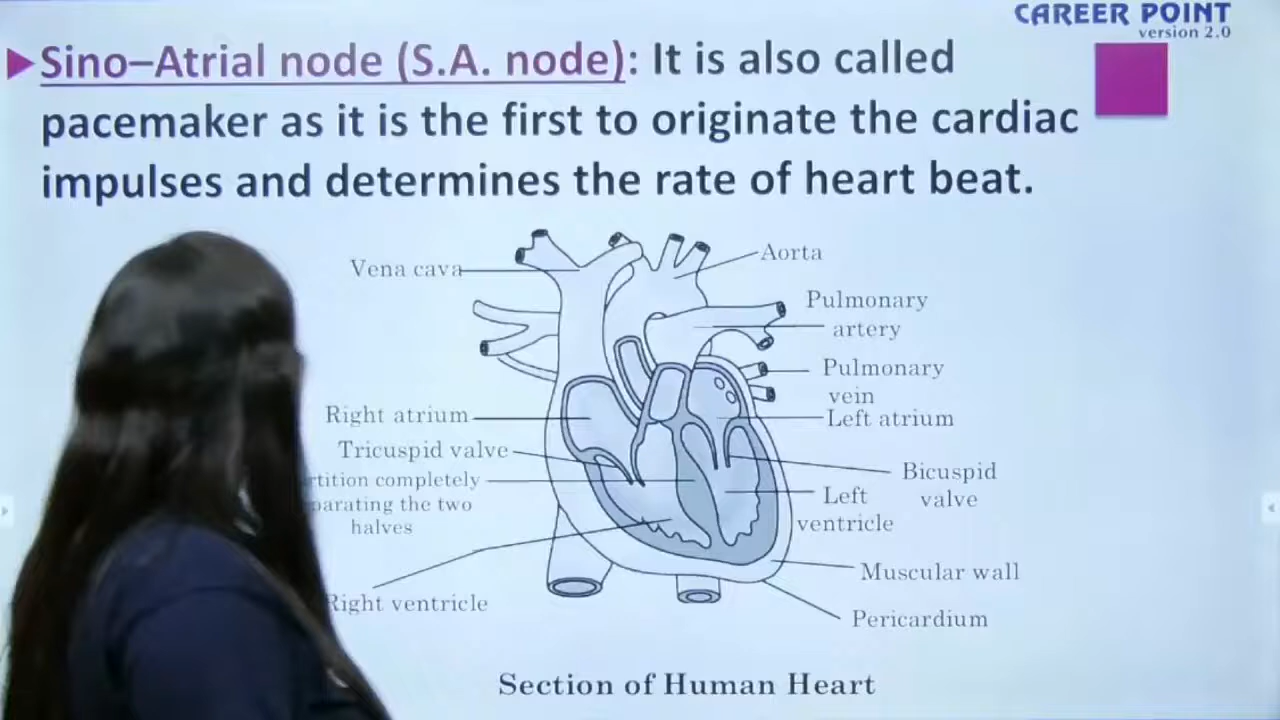 CAREER POINT
version 2.0
Sino–Atrial node (S.A. node): It is also called
pacemaker as it is the first to originate the cardiac
impulses and determines the rate of heart beat.
Vena cava
Aorta
Pulmonary
artery
Pulmonary
vein
Right atrium
Left atrium
Tricuspid valve
completely
the two
halves
Bicuspid
valve
Left
ventricle
Muscular wall
Right ventricle
Pericardium
Section of Human Heart